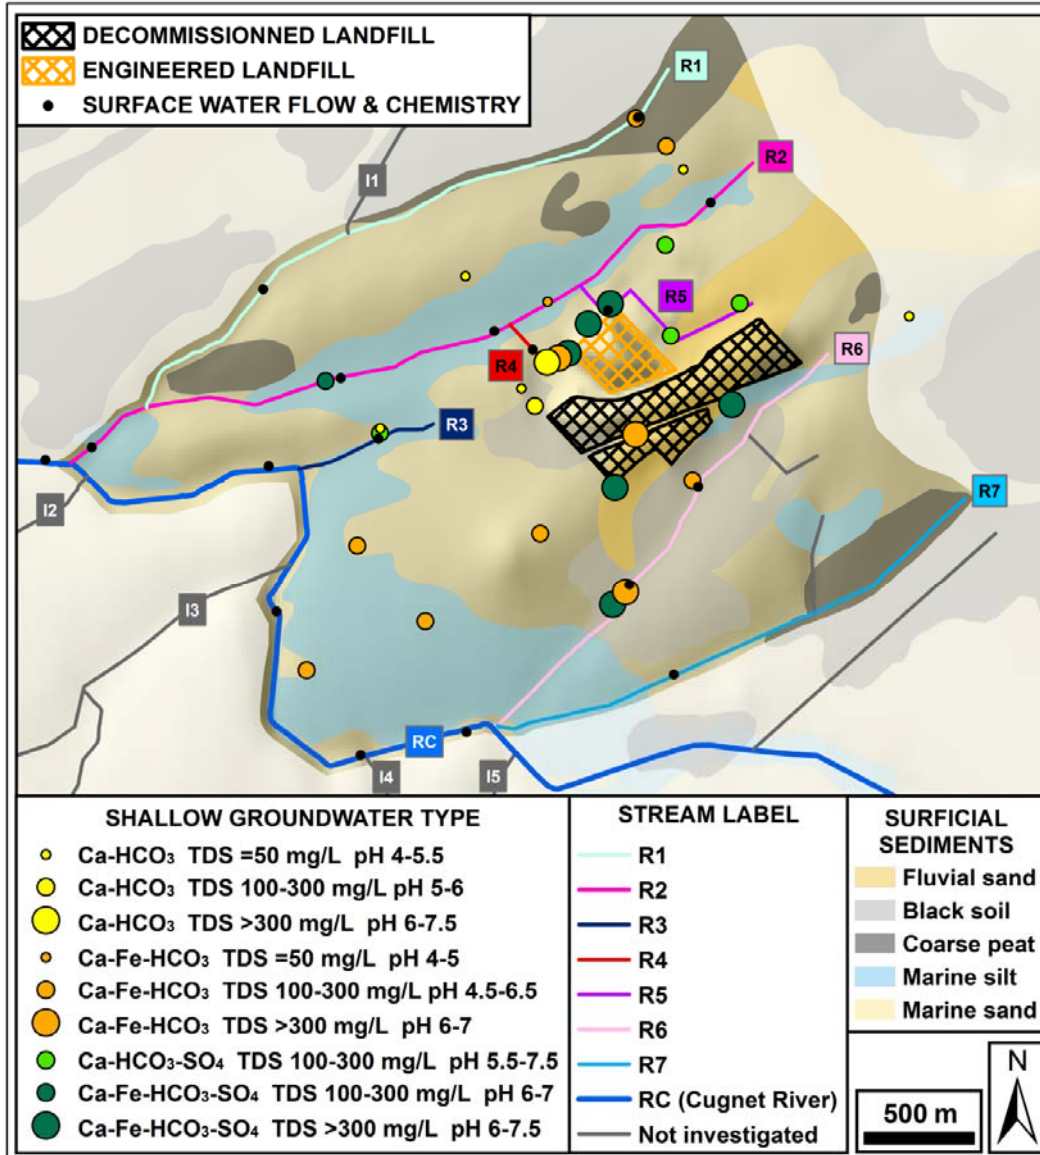 DECOMMISSIONNED LANDFILL
ENGINEERED LANDFILL
SURFACE WATER FLOW & CHEMISTRY
R1
R2
I1
R5
R6
R4
R3
R7
I2
I3
RC
I4
I5
SHALLOW GROUNDWATER TYPE
Ca-HCO₃ TDS =50 mg/L pH 4-5.5
Ca-HCO₃ TDS 100-300 mg/L pH 5-6
Ca-HCO₃ TDS >300 mg/L pH 6-7.5
Ca-Fe-HCO₃ TDS =50 mg/L pH 4-5
Ca-Fe-HCO₃ TDS 100-300 mg/L pH 4.5-6.5
Ca-Fe-HCO₃ TDS >300 mg/L pH 6-7
Ca-HCO₃-SO₄ TDS 100-300 mg/L pH 5.5-7.5
Ca-Fe-HCO₃-SO₄ TDS 100-300 mg/L pH 6-7
Ca-Fe-HCO₃-SO₄ TDS >300 mg/L pH 6-7.5
STREAM LABEL
R1
R2
R3
R4
R5
R6
R7
RC (Cugnet River)
Not investigated
SURFICIAL
SEDIMENTS
Fluvial sand
Black soil
Coarse peat
Marine silt
Marine sand
500 m
N